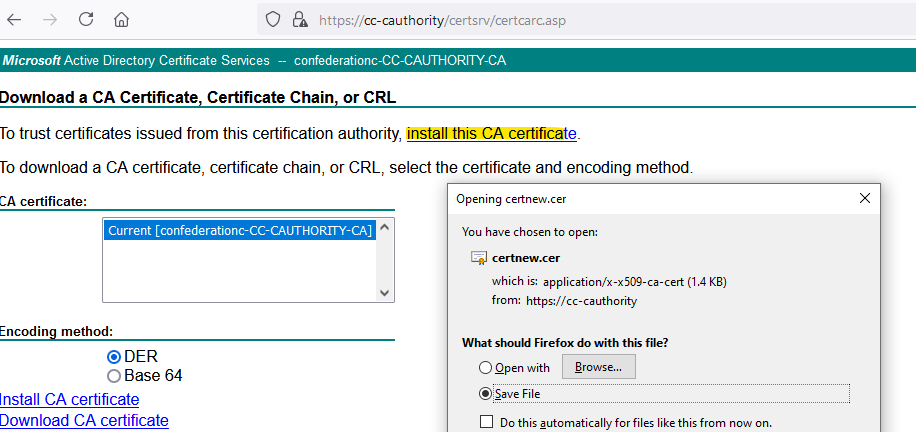 https://cc-cauthority/certsrv/certcarc.asp
Microsoft Active Directory Certificate Services -- confederationc-CC-CAUTHORITY-CA
Download a CA Certificate, Certificate Chain, or CRL
To trust certificates issued from this certification authority, install this CA certificate.
To download a CA certificate, certificate chain, or CRL, select the certificate and encoding method.
CA certificate:
Current [confederationc-CC-CAUTHORITY-CA]
Encoding method:
DER
Base 64
Install CA certificate
Download CA certificate
Opening certnew.cer
You have chosen to open:
certnew.cer
which is: application/x-x509-ca-cert (1.4 KB)
from: https://cc-cauthority
What should Firefox do with this file?
Open with Browse...
Save File
Do this automatically for files like this from now on.